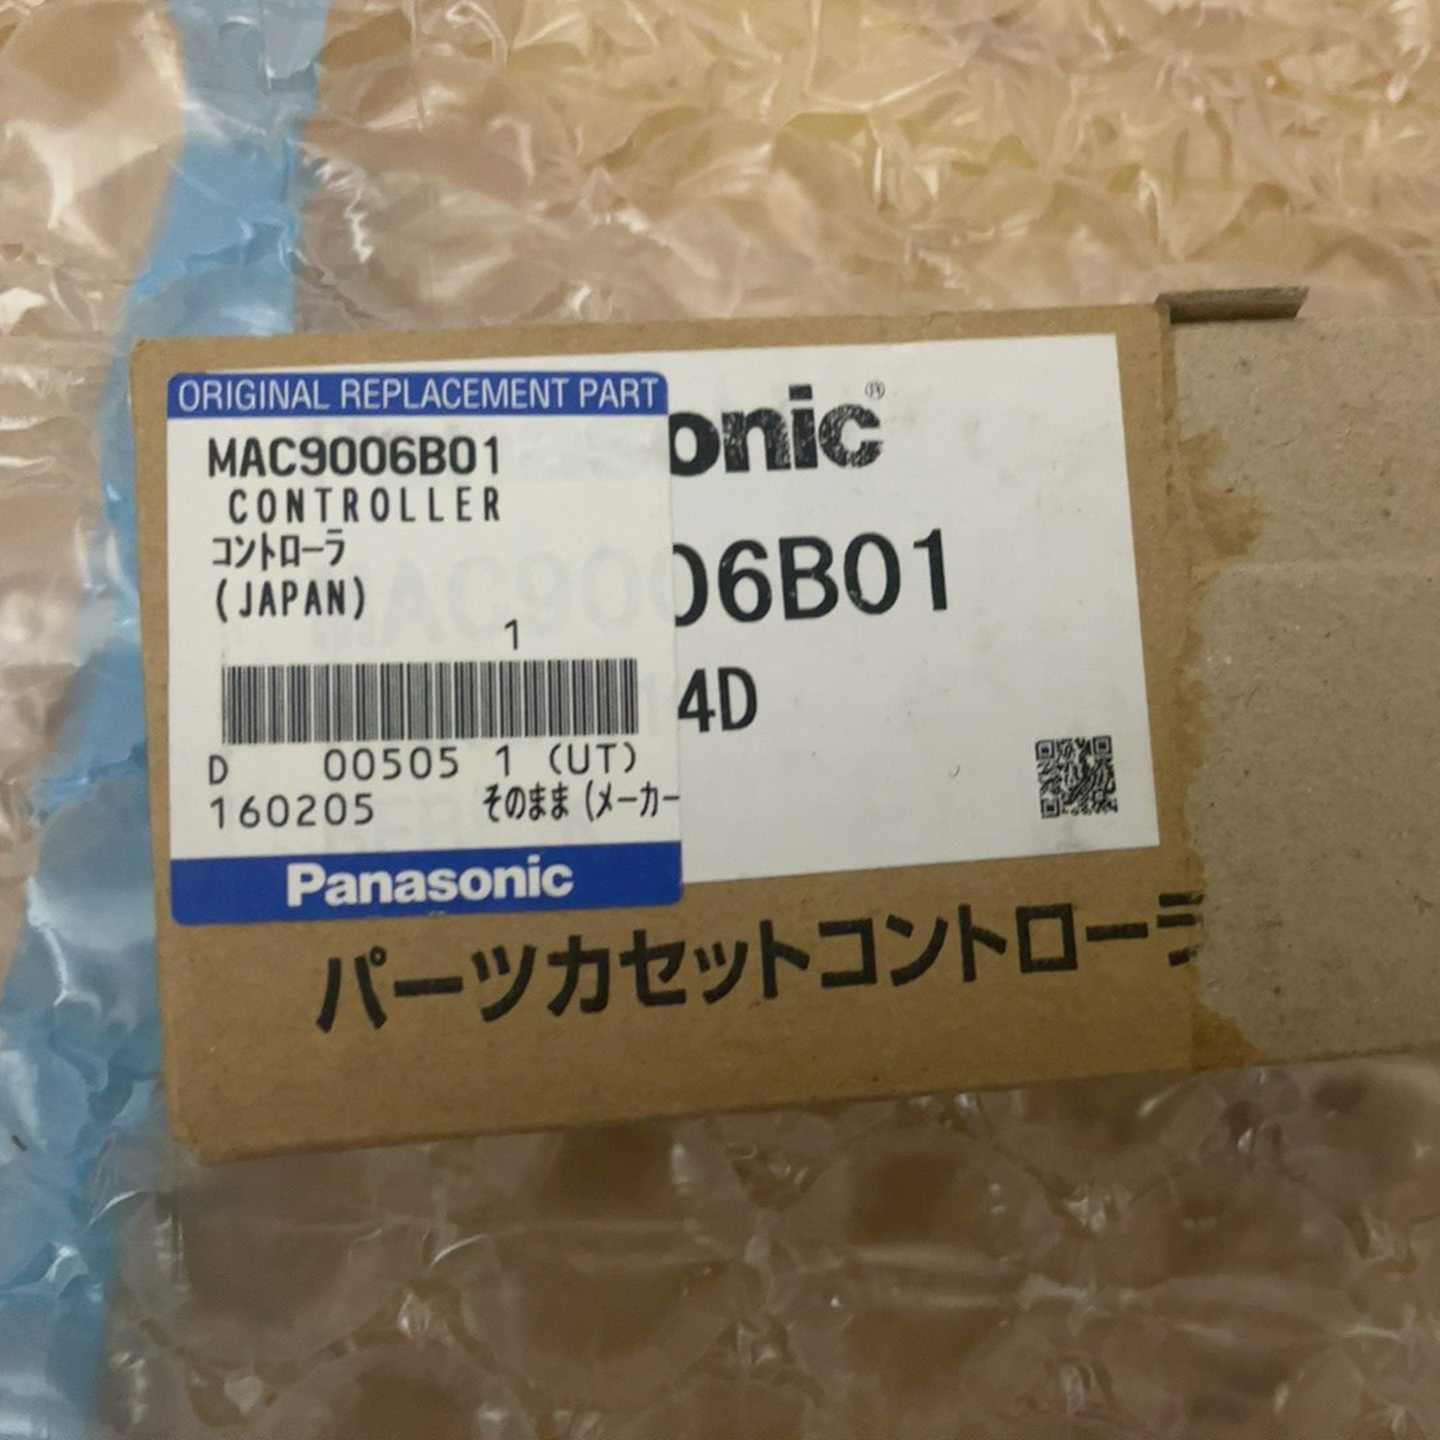 ORIGINAL REPLACEMENT PART
MAC9006B01
CONTROLLER
コントローラ
(JAPAN)
1
D 00505 1 (UT)
160205 そのまま (メーカー
Panasonic
onic®
06B01
4D
パーツカセットコントローラ